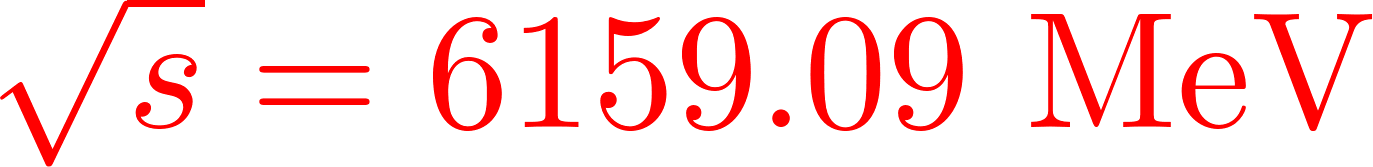 √s = 6159.09 MeV